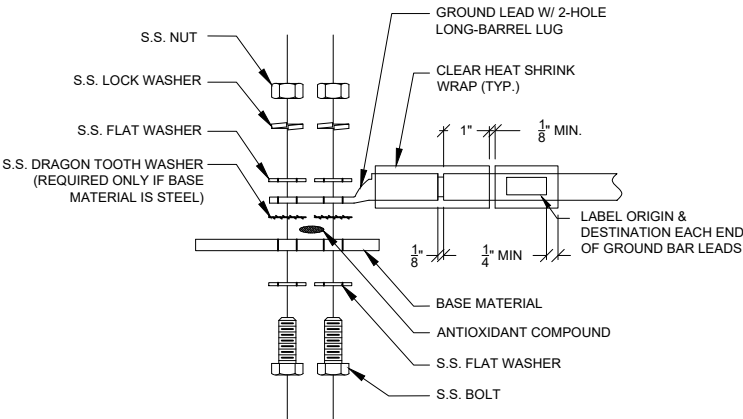 GROUND LEAD W/ 2-HOLE
LONG-BARREL LUG
S.S. NUT
CLEAR HEAT SHRINK
WRAP (TYP.)
S.S. LOCK WASHER
S.S. FLAT WASHER
1"
1/8" MIN.
S.S. DRAGON TOOTH WASHER
(REQUIRED ONLY IF BASE
MATERIAL IS STEEL)
LABEL ORIGIN &
DESTINATION EACH END
OF GROUND BAR LEADS
1/8"
1/4" MIN
BASE MATERIAL
ANTIOXIDANT COMPOUND
S.S. FLAT WASHER
S.S. BOLT